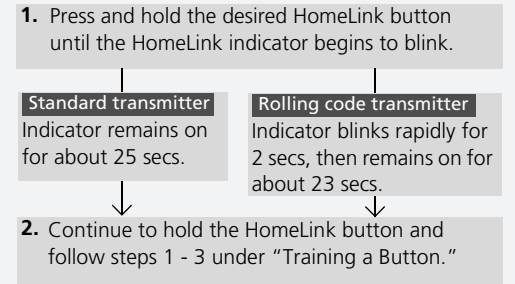 1. Press and hold the desired HomeLink button
until the HomeLink indicator begins to blink.
Standard transmitter
Indicator remains on
for about 25 secs.
Rolling code transmitter
Indicator blinks rapidly for
2 secs, then remains on for
about 23 secs.
2. Continue to hold the HomeLink button and
follow steps 1 - 3 under “Training a Button.”